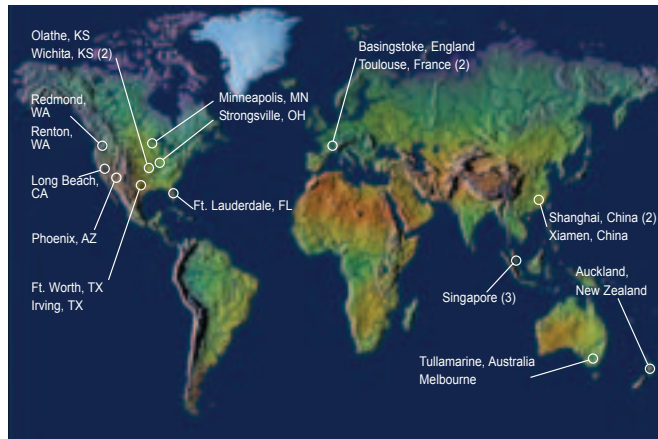 Olathe, KS
Wichita, KS (2)
Basingstoke, England
Toulouse, France (2)
Redmond,
WA
Renton,
WA
Minneapolis, MN
Strongsville, OH
Long Beach,
CA
Ft. Lauderdale, FL
Phoenix, AZ
Shanghai, China (2)
Xiamen, China
Ft. Worth, TX
Irving, TX
Singapore (3)
Auckland,
New Zealand
Tullamarine, Australia
Melbourne